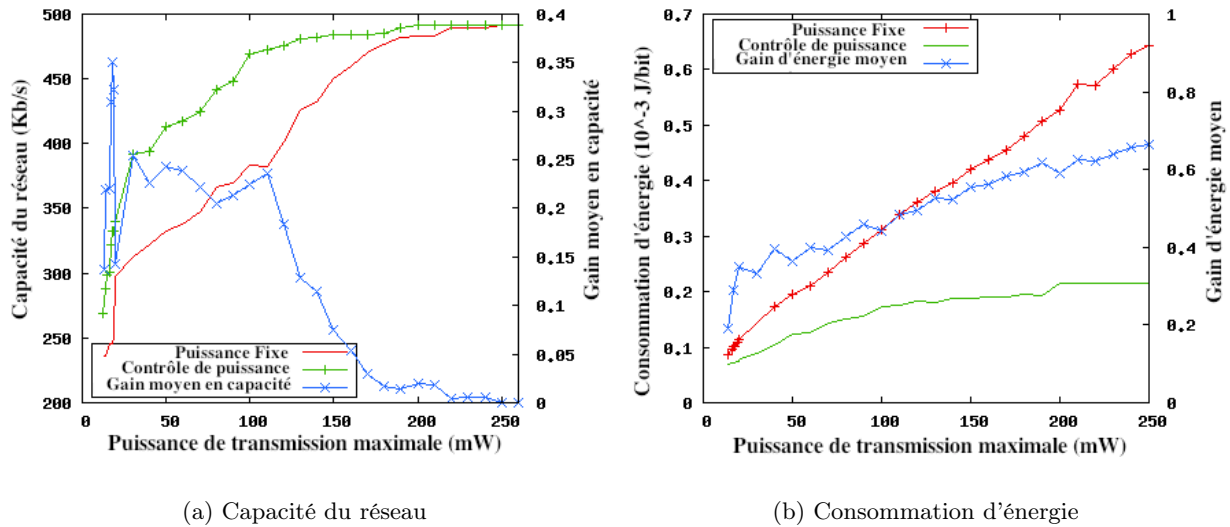 500
450
400
350
300
250
200
Capacité du réseau (Kb/s)
0.4
0.35
0.3
0.25
0.2
0.15
0.1
0.05
0
Gain moyen en capacité
Puissance Fixe
Contrôle de puissance
Gain moyen en capacité
0 50 100 150 200 250
Puissance de transmission maximale (mW)
(a) Capacité du réseau
0.7
0.6
0.5
0.4
0.3
0.2
0.1
0
Consommation d'énergie (10^-3 J/bit)
Puissance Fixe
Contrôle de puissance
Gain d'énergie moyen
1
0.8
0.6
0.4
0.2
0
Gain d'énergie moyen
0 50 100 150 200 250
Puissance de transmission maximale (mW)
(b) Consommation d'énergie